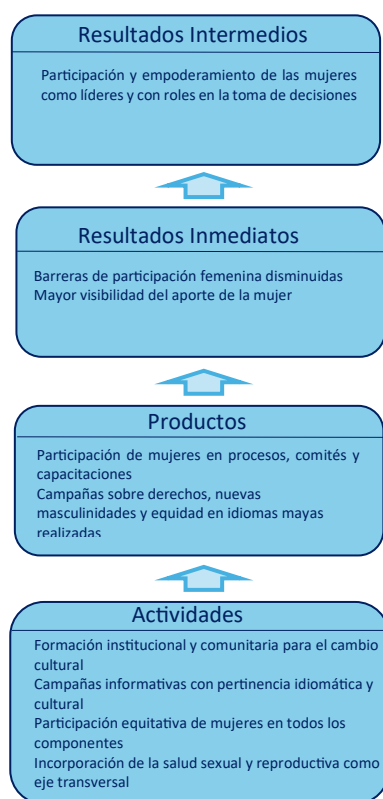 Resultados Intermedios
Participación y empoderamiento de las mujeres
como líderes y con roles en la toma de decisiones
Resultados Inmediatos
Barreras de participación femenina disminuidas
Mayor visibilidad del aporte de la mujer
Productos
Participación de mujeres en procesos, comités y
capacitaciones
Campañas sobre derechos, nuevas
masculinidades y equidad en idiomas mayas
realizadas
Actividades
Formación institucional y comunitaria para el cambio
cultural
Campañas informativas con pertinencia idiomática y
cultural
Participación equitativa de mujeres en todos los
componentes
Incorporación de la salud sexual y reproductiva como
eje transversal